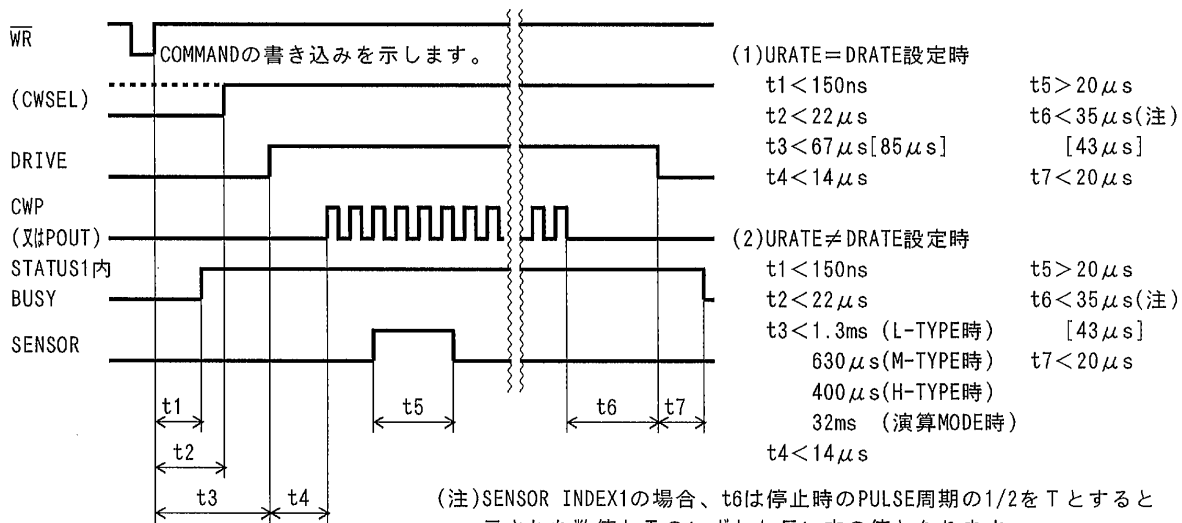 WR
COMMANDの書き込みを示します。
(CWSEL)
DRIVE
CWP
(又はPOUT)
STATUS1内
BUSY
SENSOR
t1
t2
t3
t4
t5
t6
t7
(1)URATE=DRATE設定時
t1<150ns t5>20μs
t2<22μs t6<35μs(注)
t3<67μs[85μs] [43μs]
t4<14μs t7<20μs
(2)URATE≠DRATE設定時
t1<150ns t5>20μs
t2<22μs t6<35μs(注)
t3<1.3ms (L-TYPE時) [43μs]
630μs(M-TYPE時) t7<20μs
400μs(H-TYPE時)
32ms (演算MODE時)
t4<14μs
(注)SENSOR INDEX1の場合、t6は停止時のPULSE周期の1/2をTとすると